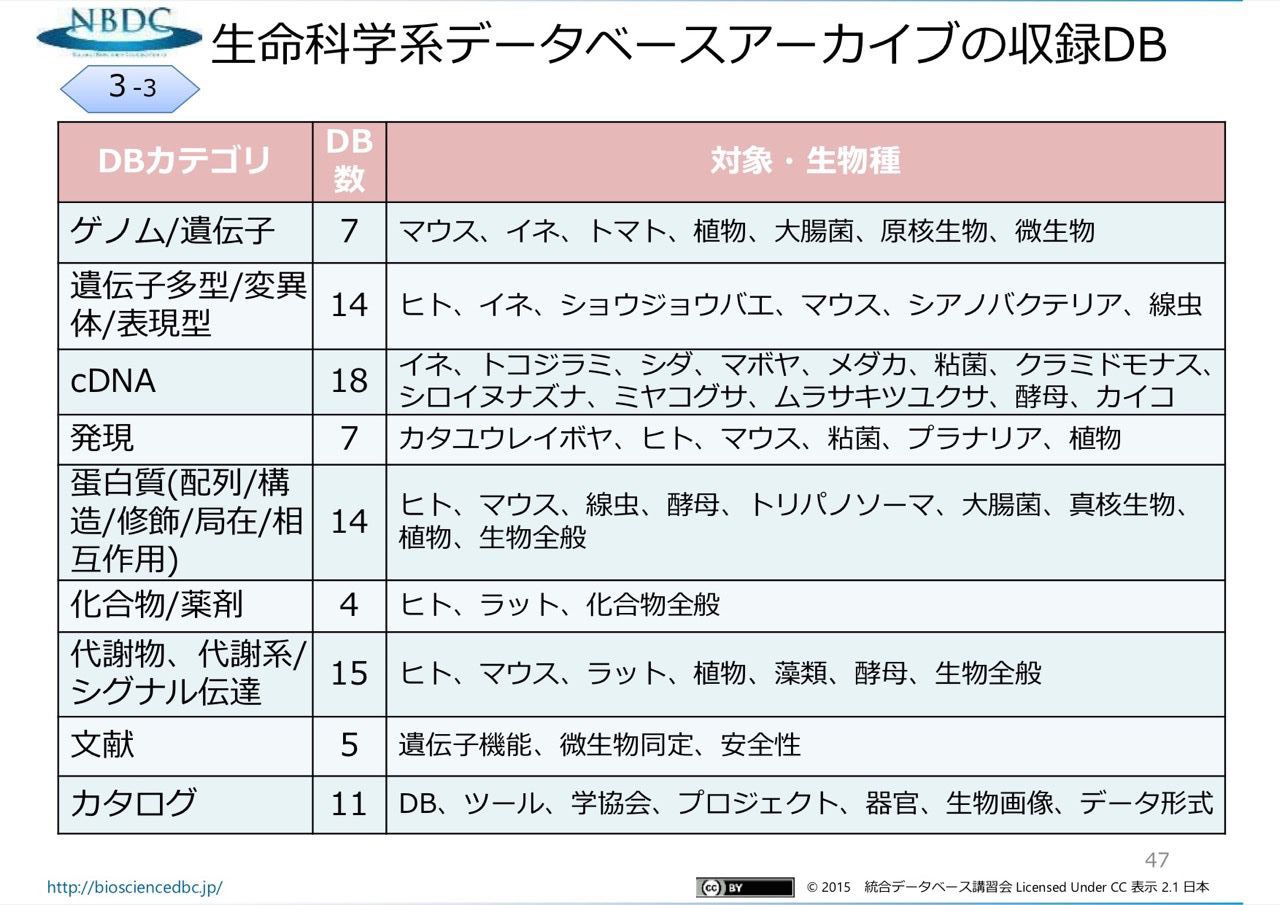 NBDC
生命科学系データベースアーカイブの収録DB
3-3
DBカテゴリ
DB
数
対象・生物種
ゲノム/遺伝子
7
マウス、イネ、トマト、植物、大腸菌、原核生物、微生物
遺伝子多型/変異
体/表現型
14
ヒト、イネ、ショウジョウバエ、マウス、シアノバクテリア、線虫
cDNA
18
イネ、トコジラミ、シダ、マボヤ、メダカ、粘菌、クラミドモナス、
シロイヌナズナ、ミヤコグサ、ムラサキツユクサ、酵母、カイコ
発現
7
カタユウレイボヤ、ヒト、マウス、粘菌、プラナリア、植物
蛋白質(配列/構
造/修飾/局在/相
互作用)
14
ヒト、マウス、線虫、酵母、トリパノソーマ、大腸菌、真核生物、
植物、生物全般
化合物/薬剤
4
ヒト、ラット、化合物全般
代謝物、代謝系/
シグナル伝達
15
ヒト、マウス、ラット、植物、藻類、酵母、生物全般
文献
5
遺伝子機能、微生物同定、安全性
カタログ
11
DB、ツール、学協会、プロジェクト、器官、生物画像、データ形式
47
http://biosciencedbc.jp/
cc BY
© 2015 統合データベース講習会 Licensed Under CC 表示 2.1 日本